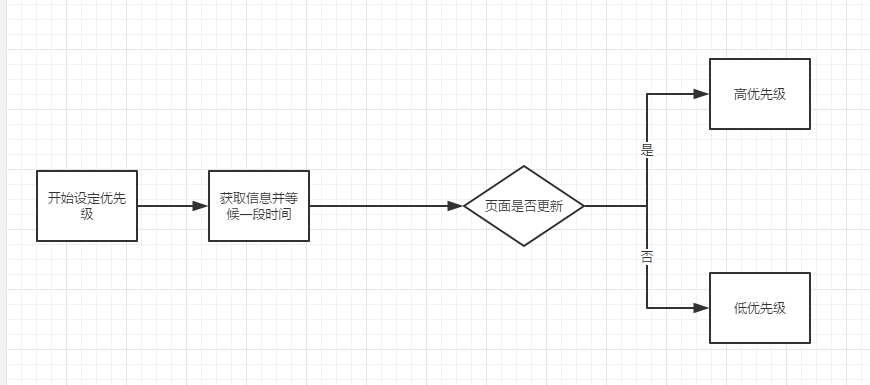 开始设定优先
级
获取信息并等
候一段时间
页面是否更新
是
高优先级
否
低优先级